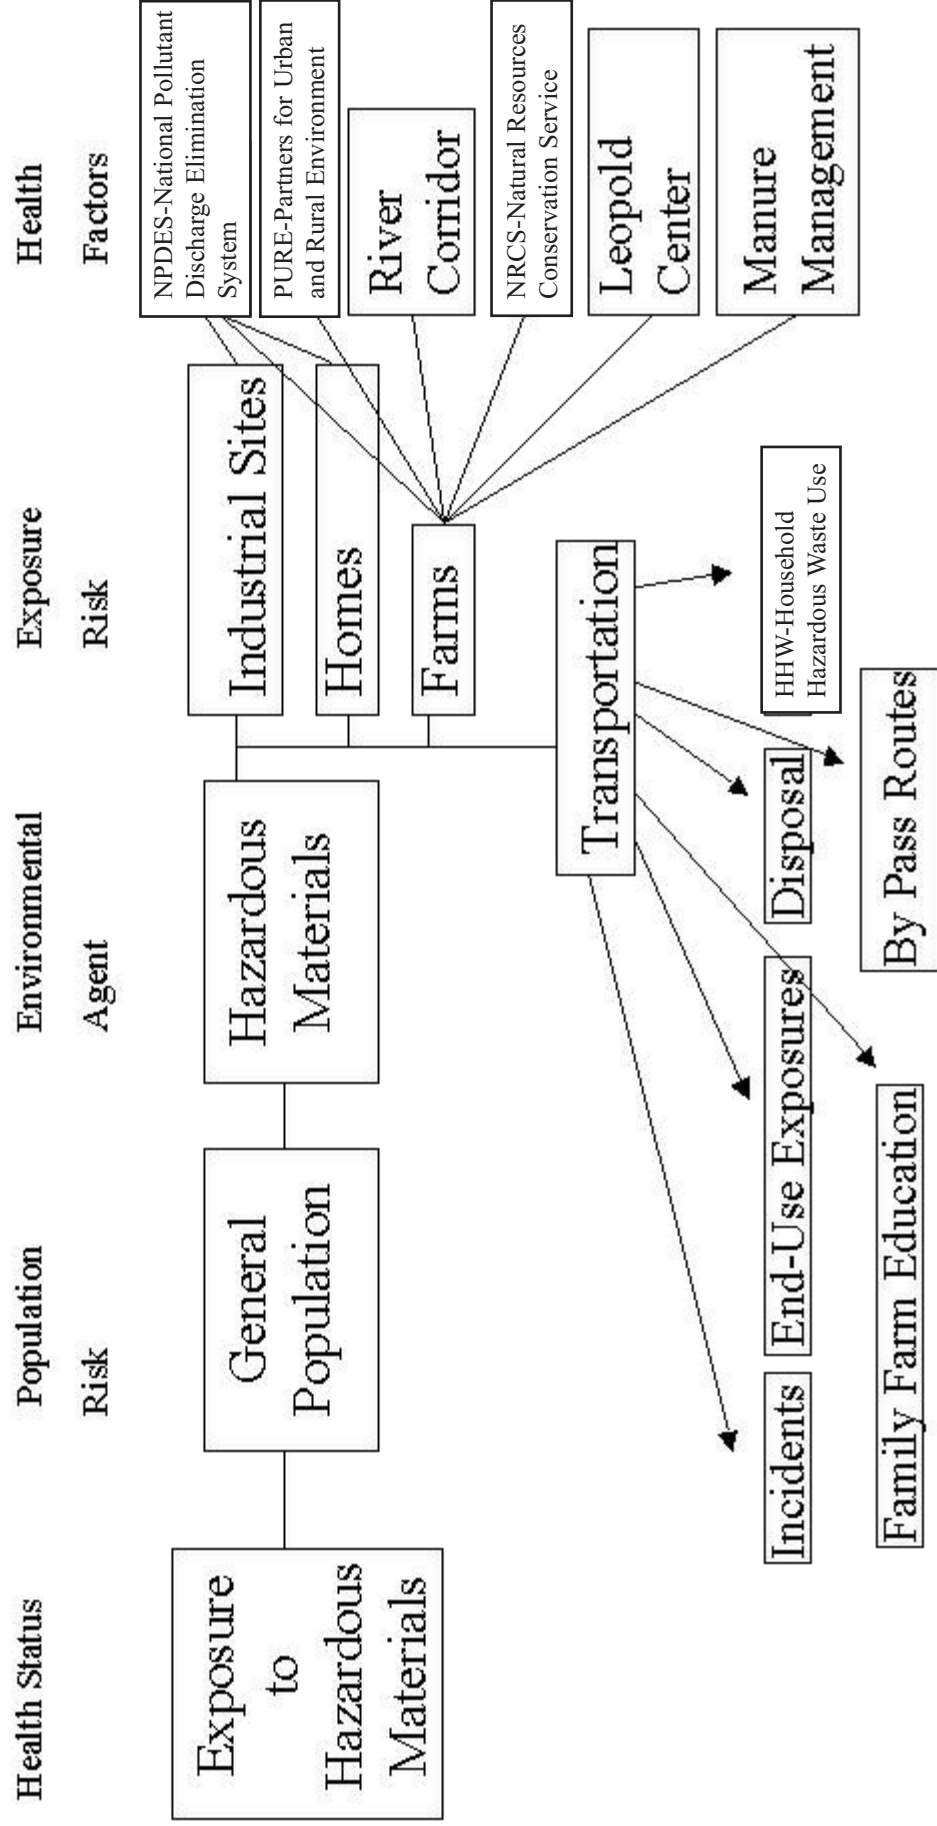 Health Status
Population
Risk
Environmental
Agent
Exposure
Risk
Health
Factors
Exposure
to
Hazardous
Materials
General
Population
Hazardous
Materials
Industrial Sites
Homes
Farms
Transportation
NPDES-National Pollutant
Discharge Elimination
System
PURE-Partners for Urban
and Rural Environment
River
Corridor
NRCS-Natural Resources
Conservation Service
Leopold
Center
Manure
Management
Incidents
End-Use Exposures
Disposal
HHW-Household
Hazardous Waste Use
Family Farm Education
By Pass Routes